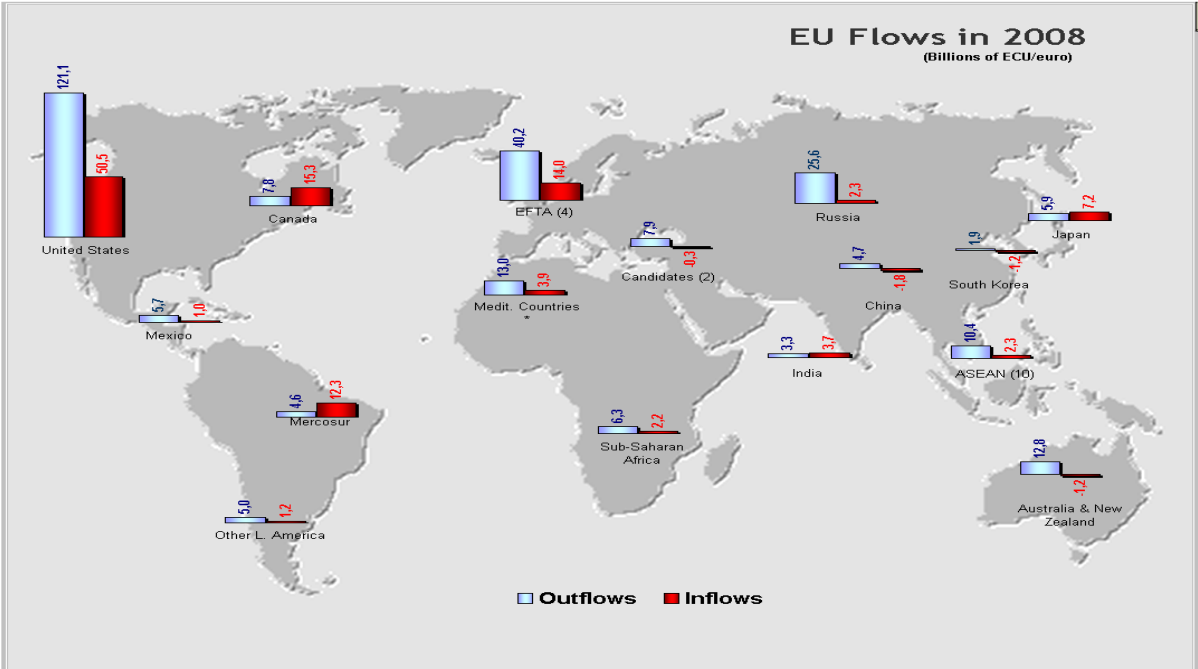 EU Flows in 2008
(Billions of ECU/euro)
121,1
50,5
United States
7,8
15,3
Canada
40,2
14,0
EFTA (4)
25,6
2,3
Russia
5,9
7,2
Japan
7,9
-0,3
Candidates (2)
1,9
-1,2
South Korea
4,7
-1,8
China
13,0
3,9
Medit. Countries
*
5,7
1,0
Mexico
3,3
3,7
India
10,4
2,3
ASEAN (10)
4,6
12,3
Mercosur
6,3
2,2
Sub-Saharan
Africa
12,8
-1,2
Australia & New
Zealand
5,0
1,2
Other L. America
Outflows
Inflows